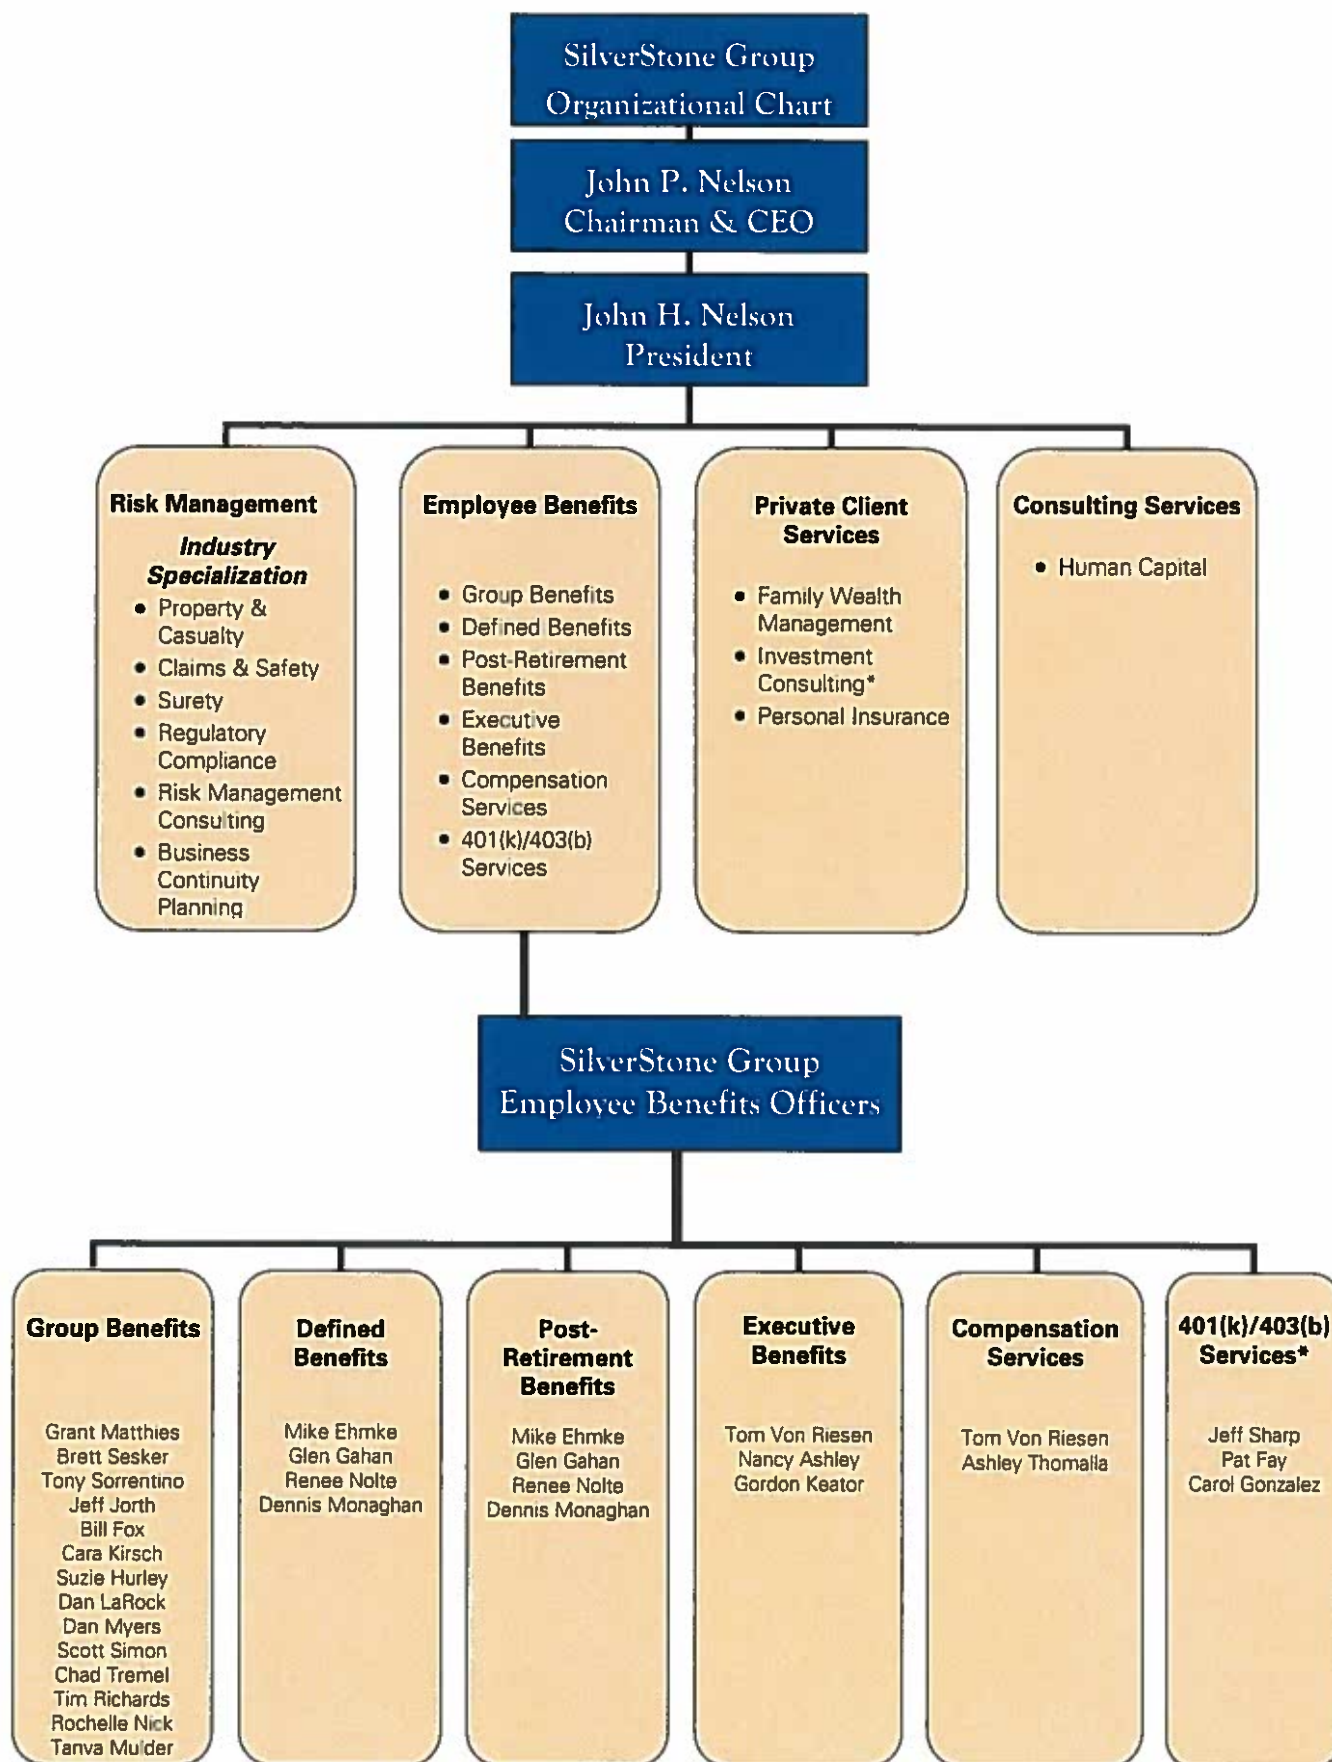 SilverStone Group
Organizational Chart
John P. Nelson
Chairman & CEO
John H. Nelson
President
Risk Management
Industry
Specialization
• Property &
Casualty
• Claims & Safety
• Surety
• Regulatory
Compliance
• Risk Management
Consulting
• Business
Continuity
Planning
Employee Benefits
• Group Benefits
• Defined Benefits
• Post-Retirement
Benefits
• Executive
Benefits
• Compensation
Services
• 401(k)/403(b)
Services
Private Client
Services
• Family Wealth
Management
• Investment
Consulting*
• Personal Insurance
Consulting Services
• Human Capital
SilverStone Group
Employee Benefits Officers
Group Benefits
Grant Matthies
Brett Sesker
Tony Sorrentino
Jeff Jorth
Bill Fox
Cara Kirsch
Suzie Hurley
Dan LaRock
Dan Myers
Scott Simon
Chad Tremel
Tim Richards
Rochelle Nick
Tanya Mulder
Defined
Benefits
Mike Ehmke
Glen Gahan
Renee Nolte
Dennis Monaghan
Post-
Retirement
Benefits
Mike Ehmke
Glen Gahan
Renee Nolte
Dennis Monaghan
Executive
Benefits
Tom Von Riesen
Nancy Ashley
Gordon Keator
Compensation
Services
Tom Von Riesen
Ashley Thomalla
401(k)/403(b)
Services*
Jeff Sharp
Pat Fay
Carol Gonzalez